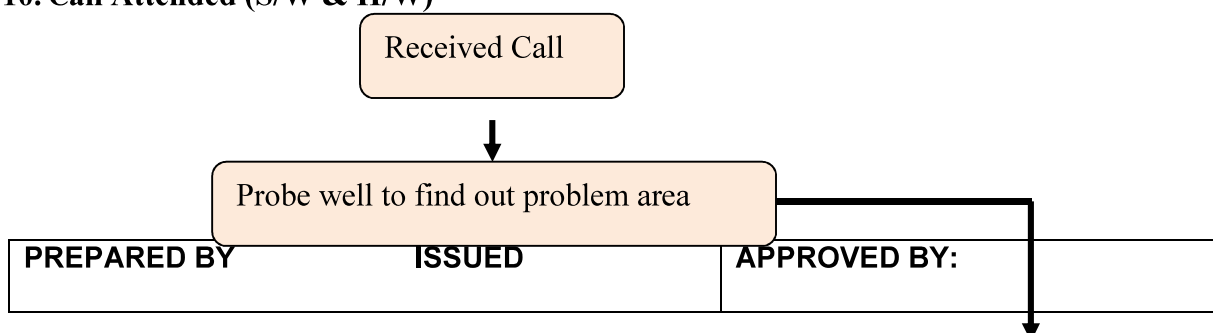 10. Call Attended (S/W & H/W)
Received Call
Probe well to find out problem area
PREPARED BY ISSUED APPROVED BY: